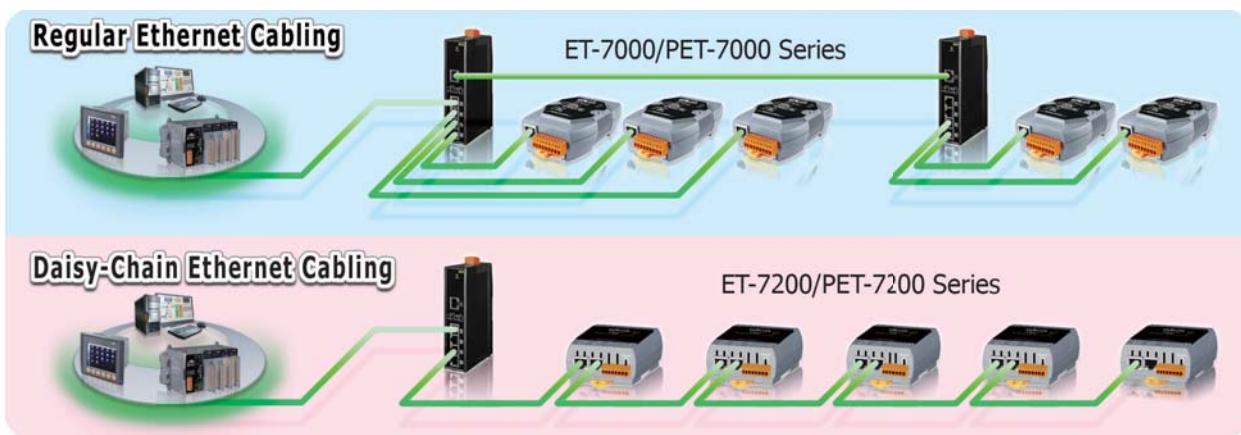 Regular Ethernet Cabling
ET-7000/PET-7000 Series
Daisy-Chain Ethernet Cabling
ET-7200/PET-7200 Series